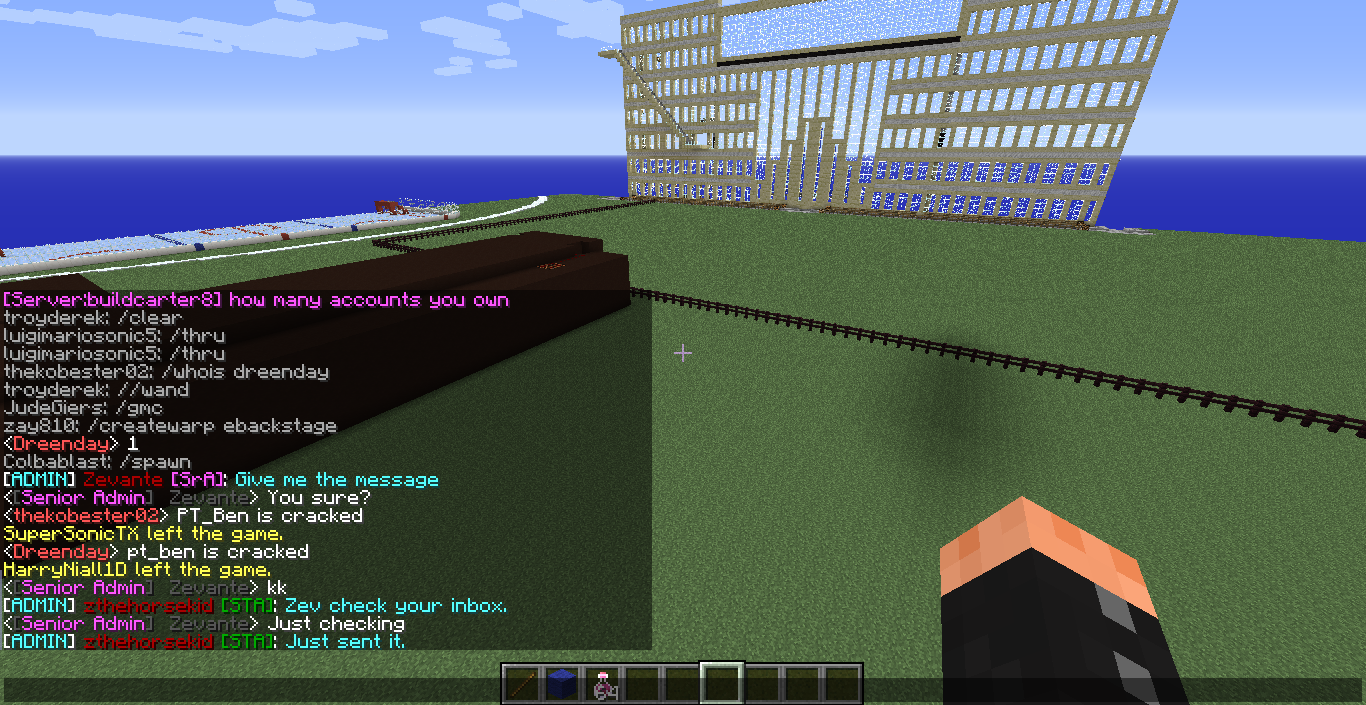 [Server:buildcarter8] how many accounts you own
troyderek: /clear
luigimariosonic5: /thru
luigimariosonic5: /thru
thekobester02: /whois dreenday
troyderek: //wand
JudeGiers: /gmc
zay810: /createwarp ebackstage
<Dreenday> 1
Colbablast: /spawn
[ADMIN] Zevante [SrA]: Give me the message
<[Senior Admin] Zevante> You sure?
<thekobester02> PT_Ben is cracked
SuperSonicTX left the game.
<Dreenday> pt_ben is cracked
HarryNiall1D left the game.
<[Senior Admin] Zevante> kk
[ADMIN] zthehorsekid [STA]: Zev check your inbox.
<[Senior Admin] Zevante> Just checking
[ADMIN] zthehorsekid [STA]: Just sent it.
64